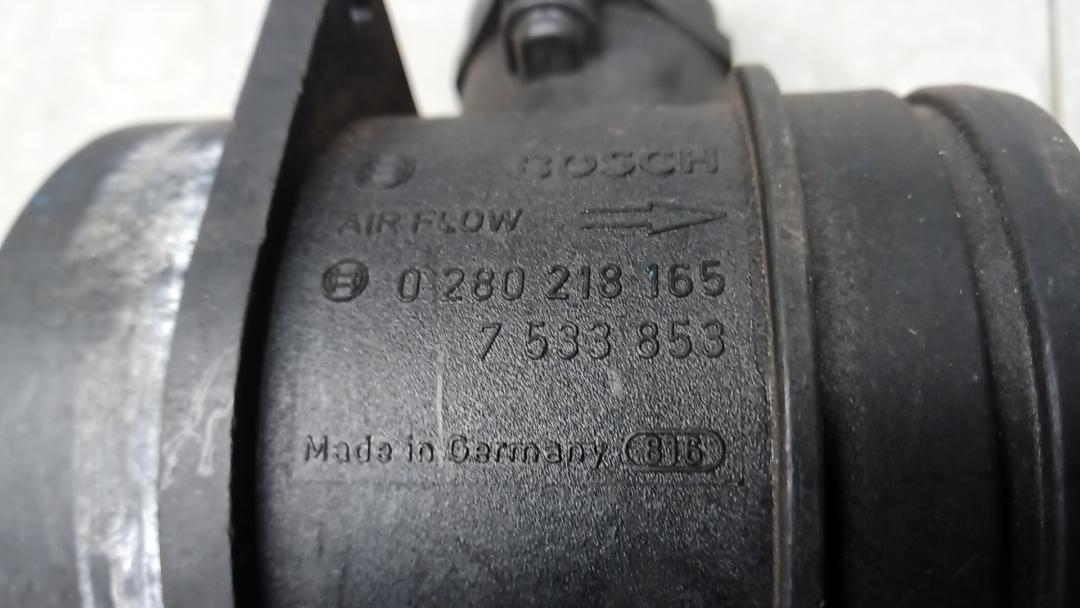 BOSCH
AIR FLOW
0 280 218 165
7 533 853
Made in Germany 816